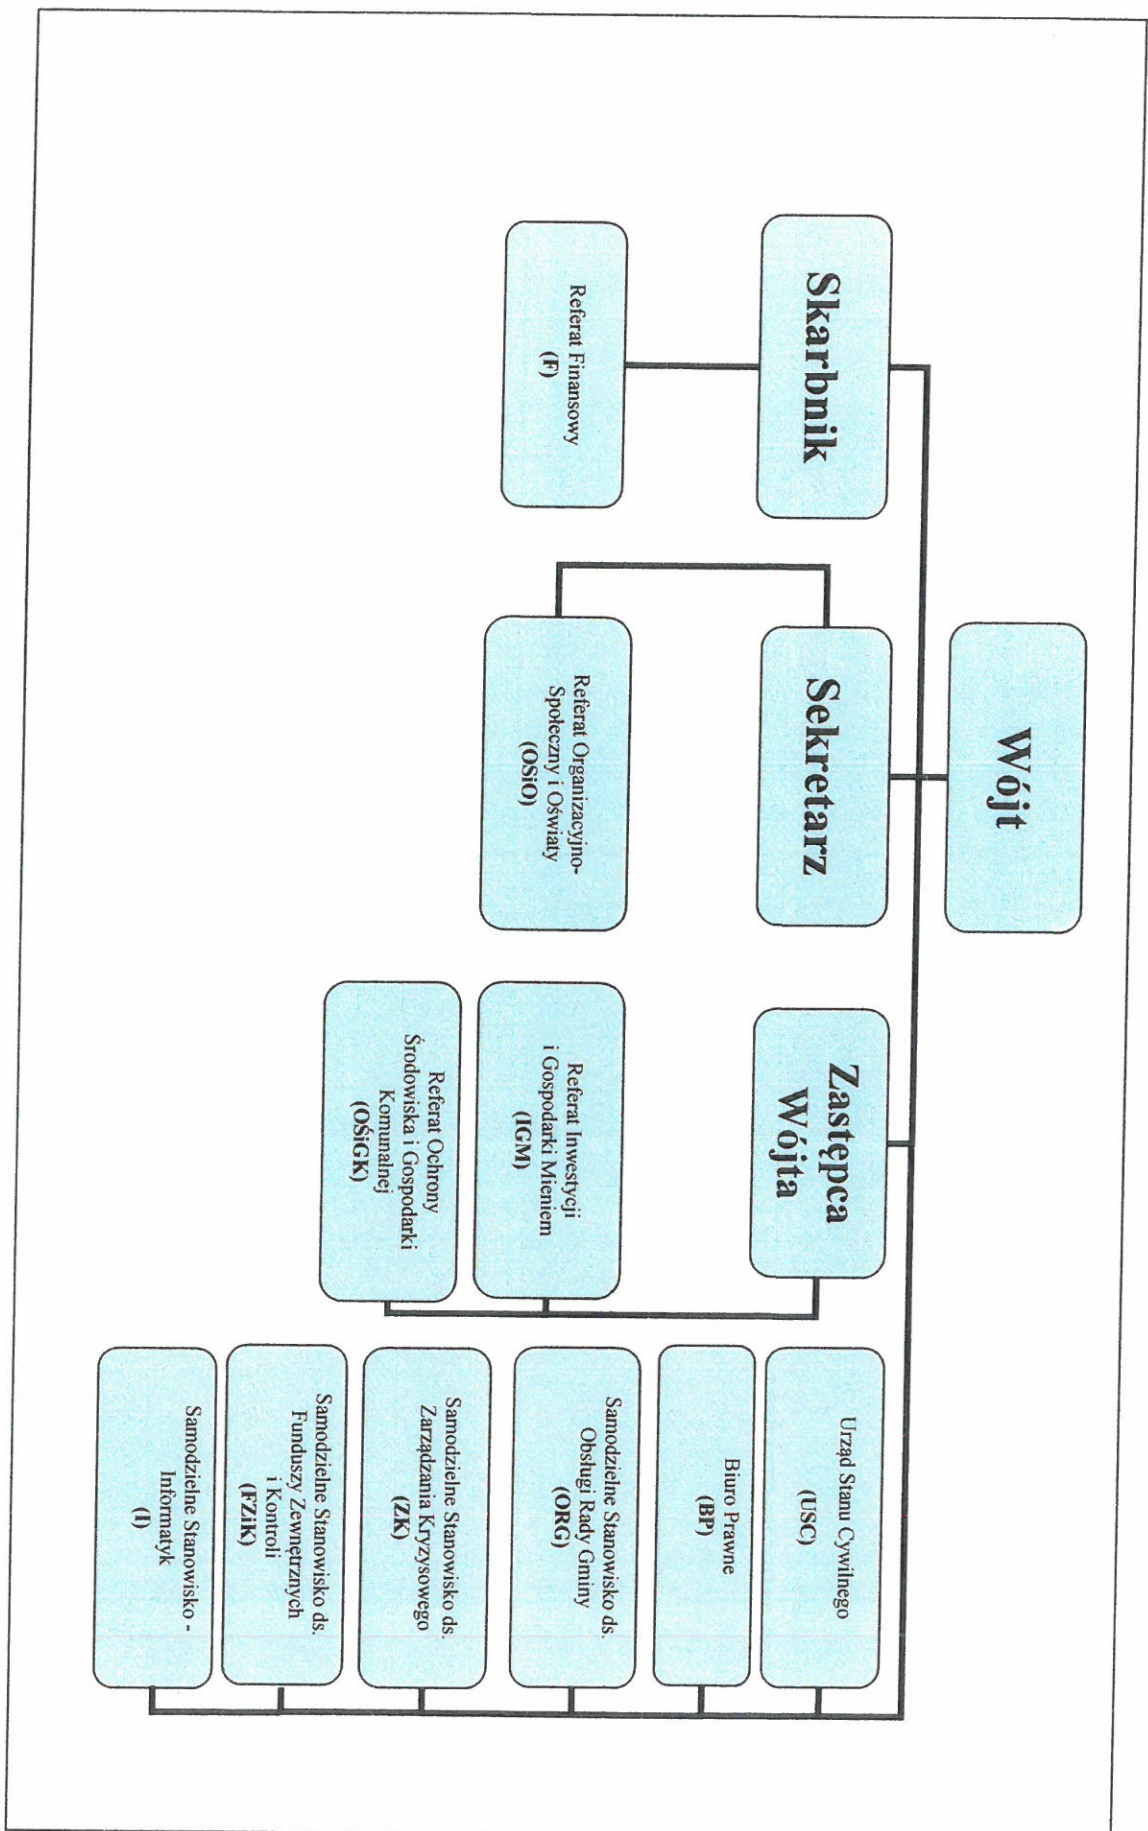 Wójt
Skarbnik
Sekretarz
Zastępca
Wójta
Referat Finansowy
(F)
Referat Organizacyjno-
Społeczny i Oświaty
(OSiO)
Referat Inwestycji
i Gospodarki Mieniem
(IGM)
Referat Ochrony
Środowiska i Gospodarki
Komunalnej
(OŚiGK)
Urząd Stanu Cywilnego
(USC)
Biuro Prawne
(BP)
Samodzielne Stanowisko ds.
Obsługi Rady Gminy
(ORG)
Samodzielne Stanowisko ds.
Zarządzania Kryzysowego
(ZK)
Samodzielne Stanowisko ds.
Funduszy Zewnętrznych
i Kontroli
(FZiK)
Samodzielne Stanowisko -
Informatyk
(I)